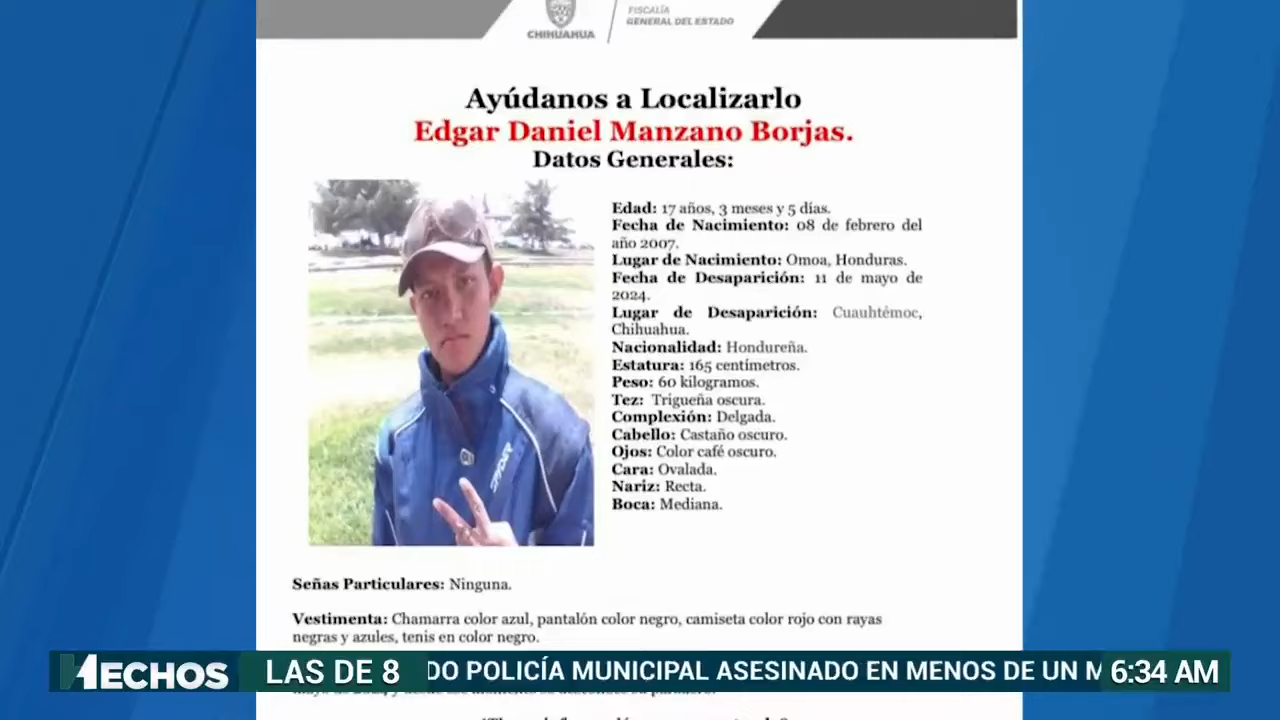 CHIHUAHUA
FISCALÍA
GENERAL DEL ESTADO
Ayúdanos a Localizarlo
Edgar Daniel Manzano Borjas.
Datos Generales:
Edad: 17 años, 3 meses y 5 días.
Fecha de Nacimiento: 08 de febrero del
año 2007.
Lugar de Nacimiento: Omoa, Honduras.
Fecha de Desaparición: 11 de mayo de
2024.
Lugar de Desaparición: Cuauhtémoc,
Chihuahua.
Nacionalidad: Hondureña.
Estatura: 165 centímetros.
Peso: 60 kilogramos.
Tez: Trigueña oscura.
Complexión: Delgada.
Cabello: Castaño oscuro.
Ojos: Color café oscuro.
Cara: Ovalada.
Nariz: Recta.
Boca: Mediana.
SPYDER
Señas Particulares: Ninguna.
Vestimenta: Chamarra color azul, pantalón color negro, camiseta color rojo con rayas
negras y azules, tenis en color negro.
HECHOS LAS DE 8 DO POLICÍA MUNICIPAL ASESINADO EN MENOS DE UN M 6:34 AM